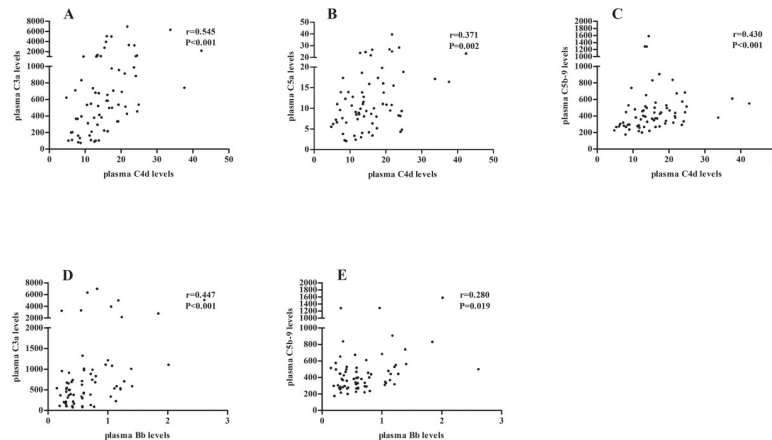 A
r=0.545
P<0.001
plasma C3a levels
8000
6000
4000
2000
1000
800
600
400
200
0
0 10 20 30 40 50
plasma C4d levels
B
r=0.371
P=0.002
plasma C5a levels
50
40
30
20
20
15
10
5
0
0 10 20 30 40 50
plasma C4d levels
C
r=0.430
P<0.001
plasma C5b-9 levels
2000
1800
1600
1400
1200
1000
1000
800
600
400
200
0
0 10 20 30 40 50
plasma C4d levels
D
r=0.447
P<0.001
plasma C3a levels
8000
6000
4000
2000
1500
1000
500
0
0 1 2 3
plasma Bb levels
E
r=0.280
P=0.019
plasma C5b-9 levels
2000
1800
1600
1400
1200
1000
800
600
400
200
0
0 1 2 3
plasma Bb levels